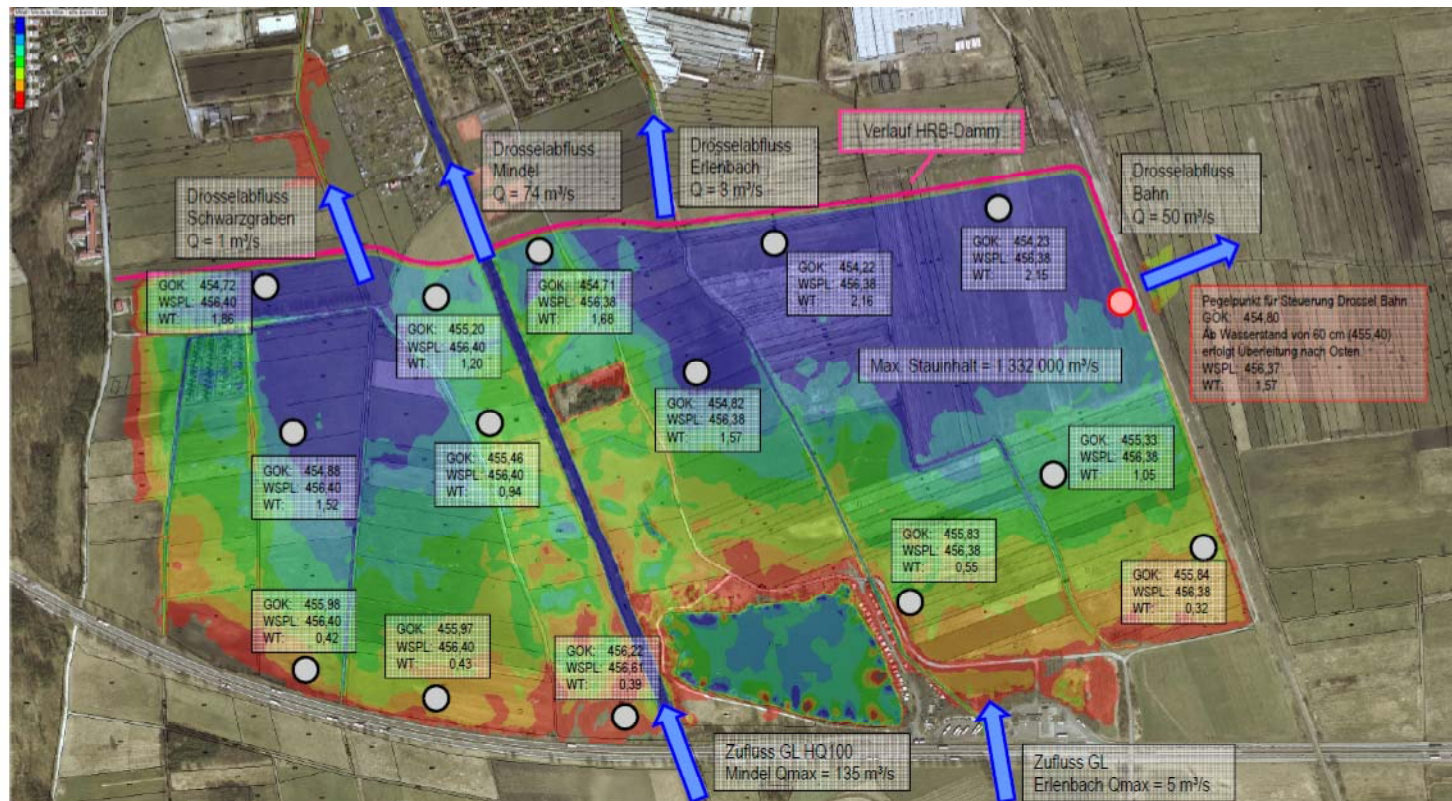 Drosselabfluss
Schwarzgraben
Q = 1 m³/s
Drosselabfluss
Mindel
Q = 74 m³/s
Drosselabfluss
Erlenbach
Q = 3 m³/s
Verlauf HRB-Damm
Drosselabfluss
Bahn
Q = 50 m³/s
GOK: 454,72
WSPL: 456,40
WT: 1,86
GOK: 455,20
WSPL: 456,40
WT: 1,20
GOK: 454,71
WSPL: 456,38
WT: 1,68
GOK: 454,22
WSPL: 456,38
WT: 2,16
GOK: 454,23
WSPL: 456,38
WT: 2,15
Pegelpunkt für Steuerung Drossel Bahn
GOK: 454,80
Ab Wasserstand von 60 cm (455,40)
erfolgt Überleitung nach Osten
WSPL: 456,37
WT: 1,57
Max. Stauinhalt = 1 332 000 m³/s
GOK: 454,88
WSPL: 456,40
WT: 1,52
GOK: 455,46
WSPL: 456,40
WT: 0,94
GOK: 454,82
WSPL: 456,38
WT: 1,57
GOK: 455,33
WSPL: 456,38
WT: 1,05
GOK: 455,83
WSPL: 456,38
WT: 0,55
GOK: 455,84
WSPL: 456,38
WT: 0,32
GOK: 455,98
WSPL: 456,40
WT: 0,42
GOK: 455,97
WSPL: 456,40
WT: 0,43
GOK: 456,22
WSPL: 456,61
WT: 0,39
Zufluss GL HQ100
Mindel Qmax = 135 m³/s
Zufluss GL
Erlenbach Qmax = 5 m³/s